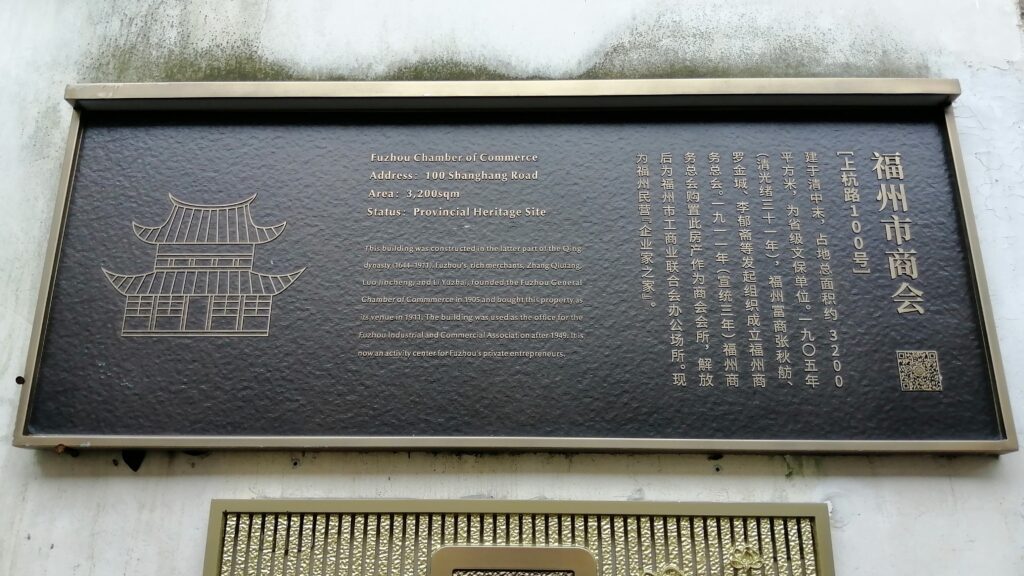 福州市商会
[上杭路100号]
建于清中末，占地总面积约 3200
平方米，为省级文保单位。一九〇五年
(清光绪三十一年)，福州富商张秋舫、
罗金城、李郁斋等发起组织成立福州商
务总会。一九一一年(宣统三年)福州商
务总会购置此房产作为商会会所，解放
后为福州市工商业联合会办公场所。现
为福州民营『企业家之家』。
Fuzhou Chamber of Commerce
Address: 100 Shanghang Road
Area: 3,200sqm
Status: Provincial Heritage Site
This building was constructed in the latter part of the Qing
dynasty (1644-1911). Fuzhou's rich merchants, Zhang Qiufang,
Luo Jincheng, and Li Yuzhai, founded the Fuzhou General
Chamber of Commmerce in 1905 and bought this property as
its venue in 1911. The building was used as the office for the
Fuzhou Industrial and Commercial Association after 1949. It is
now an activity center for Fuzhou's private entrepreneurs.